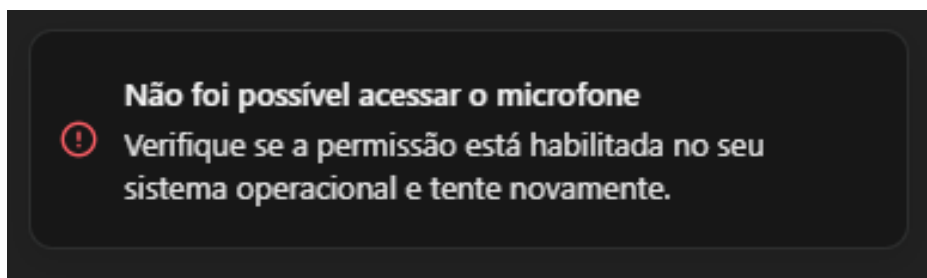 Não foi possível acessar o microfone
Verifique se a permissão está habilitada no seu
sistema operacional e tente novamente.